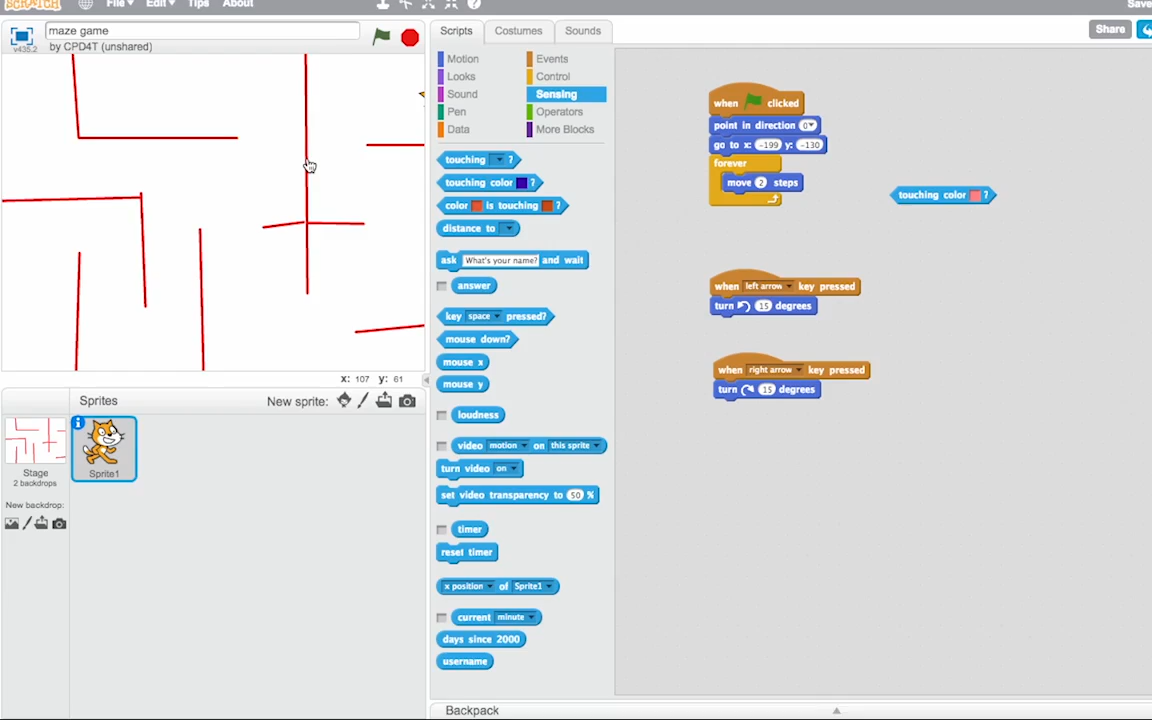 SCRATCH File Edit Tips About Save
maze game
by CPD4T (unshared)
v435.2
Scripts Costumes Sounds
Share
Motion Events
Looks Control
Sound Sensing
Pen Operators
Data More Blocks
touching ?
touching color ?
color is touching ?
distance to
ask What's your name? and wait
answer
key space pressed?
mouse down?
mouse x
mouse y
loudness
video motion on this sprite
turn video on
set video transparency to 50 %
timer
reset timer
x position of Sprite1
current minute
days since 2000
username
when clicked
point in direction 0
go to x: -199 y: -130
forever
move 2 steps
touching color ?
when left arrow key pressed
turn 15 degrees
when right arrow key pressed
turn 15 degrees
x: 107 y: 61
Sprites New sprite:
Sprite1
Stage
2 backdrops
New backdrop:
Backpack